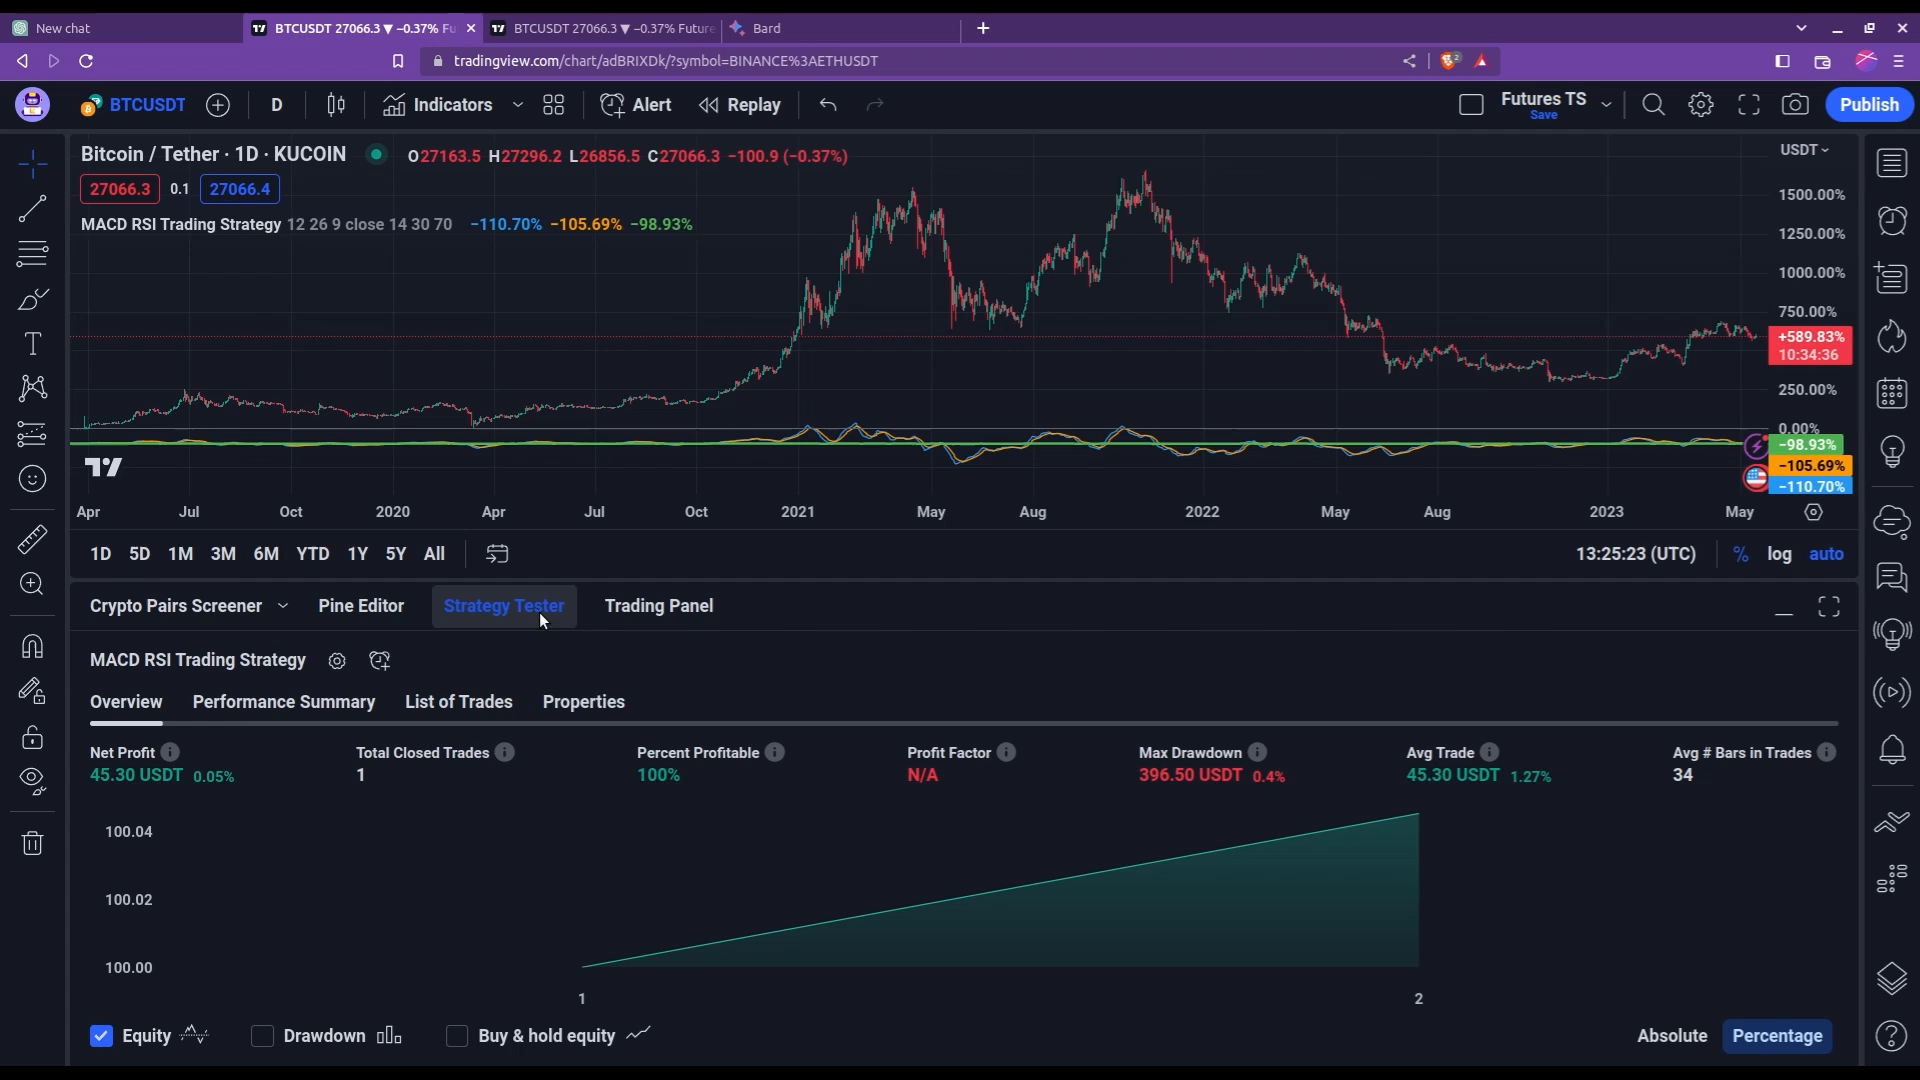 New chat
BTCUSDT 27066.3 ▼ −0.37% Fu
BTCUSDT 27066.3 ▼ −0.37% Future
Bard
tradingview.com/chart/adBRIXDk/?symbol=BINANCE%3AETHUSDT
2
BTCUSDT D Indicators Alert Replay Futures TS Save Publish
Bitcoin / Tether · 1D · KUCOIN O27163.5 H27296.2 L26856.5 C27066.3 −100.9 (−0.37%)
USDT
27066.3 0.1 27066.4
MACD RSI Trading Strategy 12 26 9 close 14 30 70 −110.70% −105.69% −98.93%
1500.00%
1250.00%
1000.00%
750.00%
+589.83%
10:34:36
250.00%
0.00%
−98.93%
−105.69%
−110.70%
Apr Jul Oct 2020 Apr Jul Oct 2021 May Aug 2022 May Aug 2023 May
1D 5D 1M 3M 6M YTD 1Y 5Y All 13:25:23 (UTC) % log auto
Crypto Pairs Screener Pine Editor Strategy Tester Trading Panel
MACD RSI Trading Strategy
Overview Performance Summary List of Trades Properties
Net Profit Total Closed Trades Percent Profitable Profit Factor Max Drawdown Avg Trade Avg # Bars in Trades
45.30 USDT 0.05% 1 100% N/A 396.50 USDT 0.4% 45.30 USDT 1.27% 34
100.04
100.02
100.00
1 2
Equity Drawdown Buy & hold equity Absolute Percentage